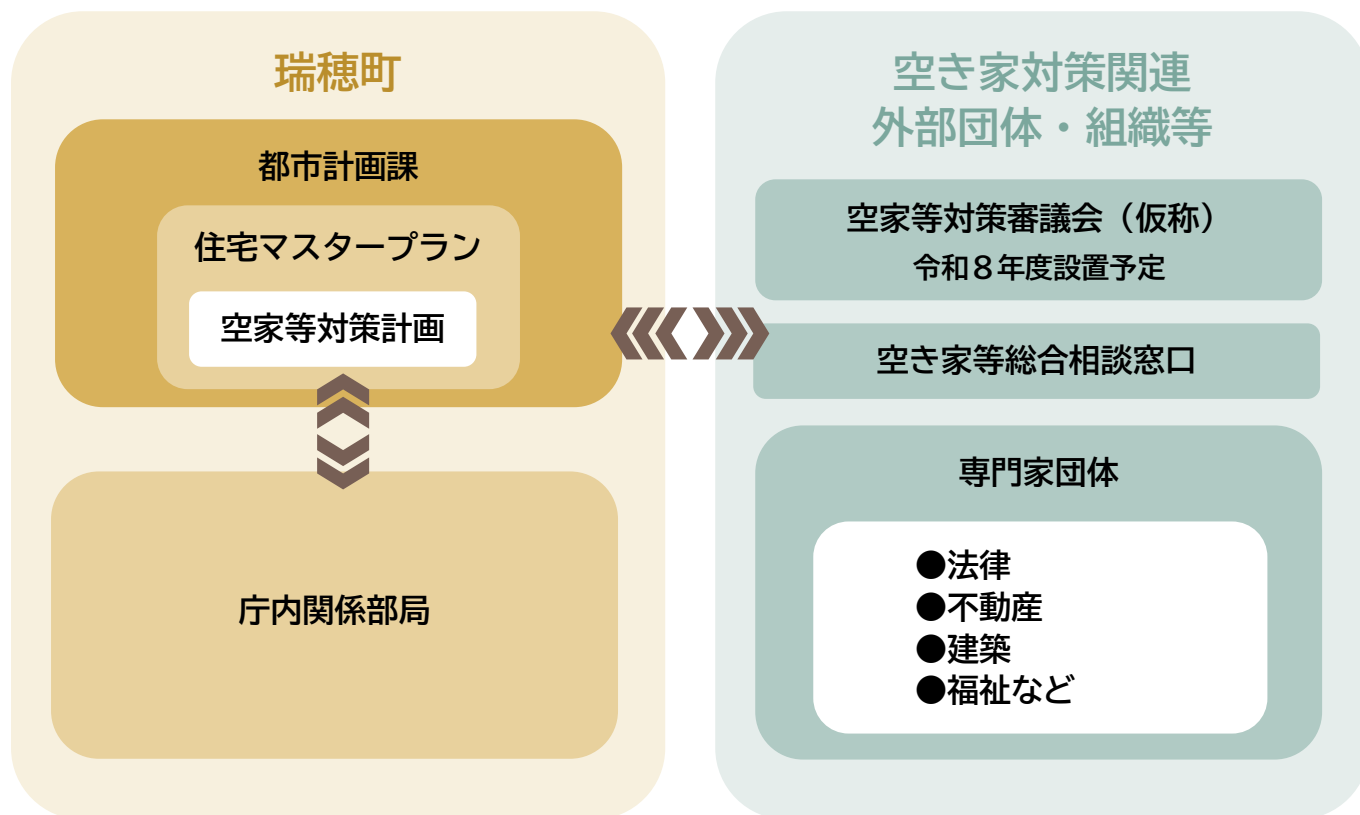 瑞穂町
都市計画課
住宅マスタープラン
空家等対策計画
庁内関係部局
空き家対策関連
外部団体・組織等
空家等対策審議会（仮称）
令和８年度設置予定
空き家等総合相談窓口
専門家団体
●法律
●不動産
●建築
●福祉など